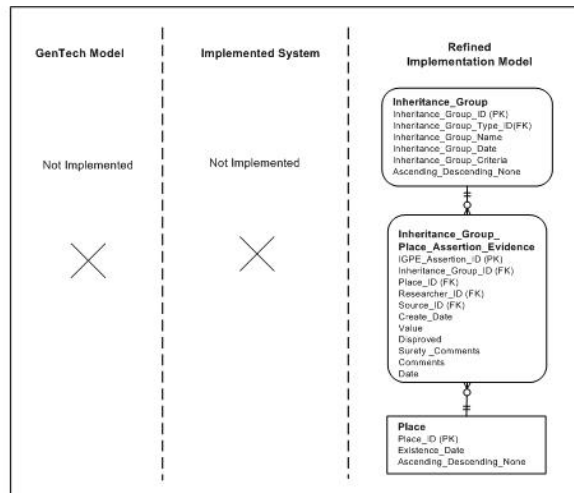 GenTech Model
Not Implemented
Implemented System
Not Implemented
Refined
Implementation Model
Inheritance_Group
Inheritance_Group_ID (PK)
Inheritance_Group_Type_ID(FK)
Inheritance_Group_Name
Inheritance_Group_Date
Inheritance_Group_Criteria
Ascending_Descending_None
Inheritance_Group_
Place_Assertion_Evidence
IGPE_Assertion_ID (PK)
Inheritance_Group_ID (FK)
Place_ID (FK)
Researcher_ID (FK)
Source_ID (FK)
Create_Date
Value
Disproved
Surety _Comments
Comments
Date
Place
Place_ID (PK)
Existence_Date
Ascending_Descending_None